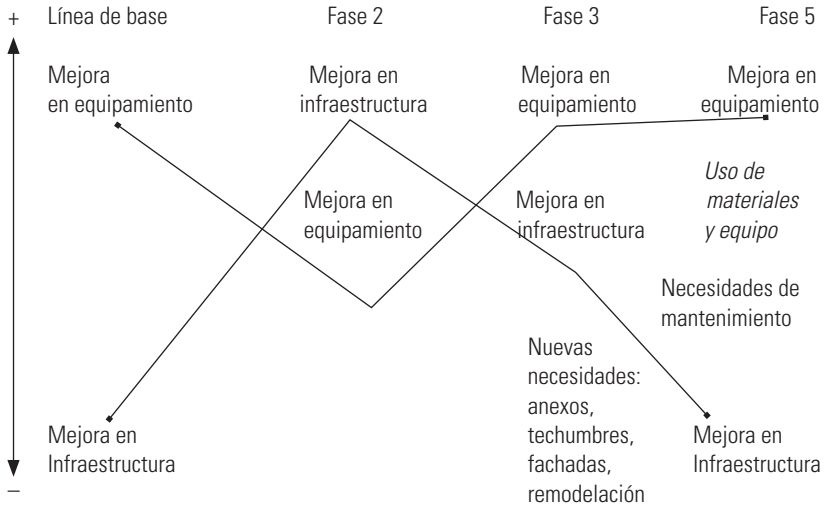 + Línea de base Fase 2 Fase 3 Fase 5
Mejora
en equipamiento
Mejora en
infraestructura
Mejora en
equipamiento
Mejora en
equipamiento
Mejora en
equipamiento
Mejora en
infraestructura
Uso de
materiales
y equipo
Necesidades de
mantenimiento
Nuevas
necesidades:
anexos,
techumbres,
fachadas,
remodelación
Mejora en
Infraestructura
Mejora en
Infraestructura
–